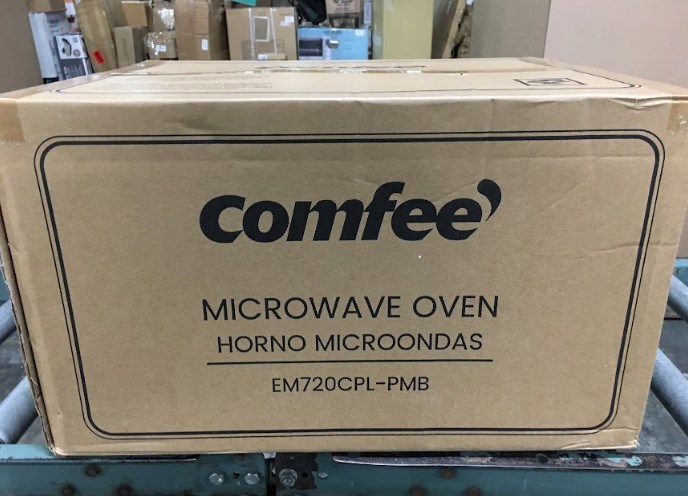 comfee'
MICROWAVE OVEN
HORNO MICROONDAS
EM720CPL-PMB